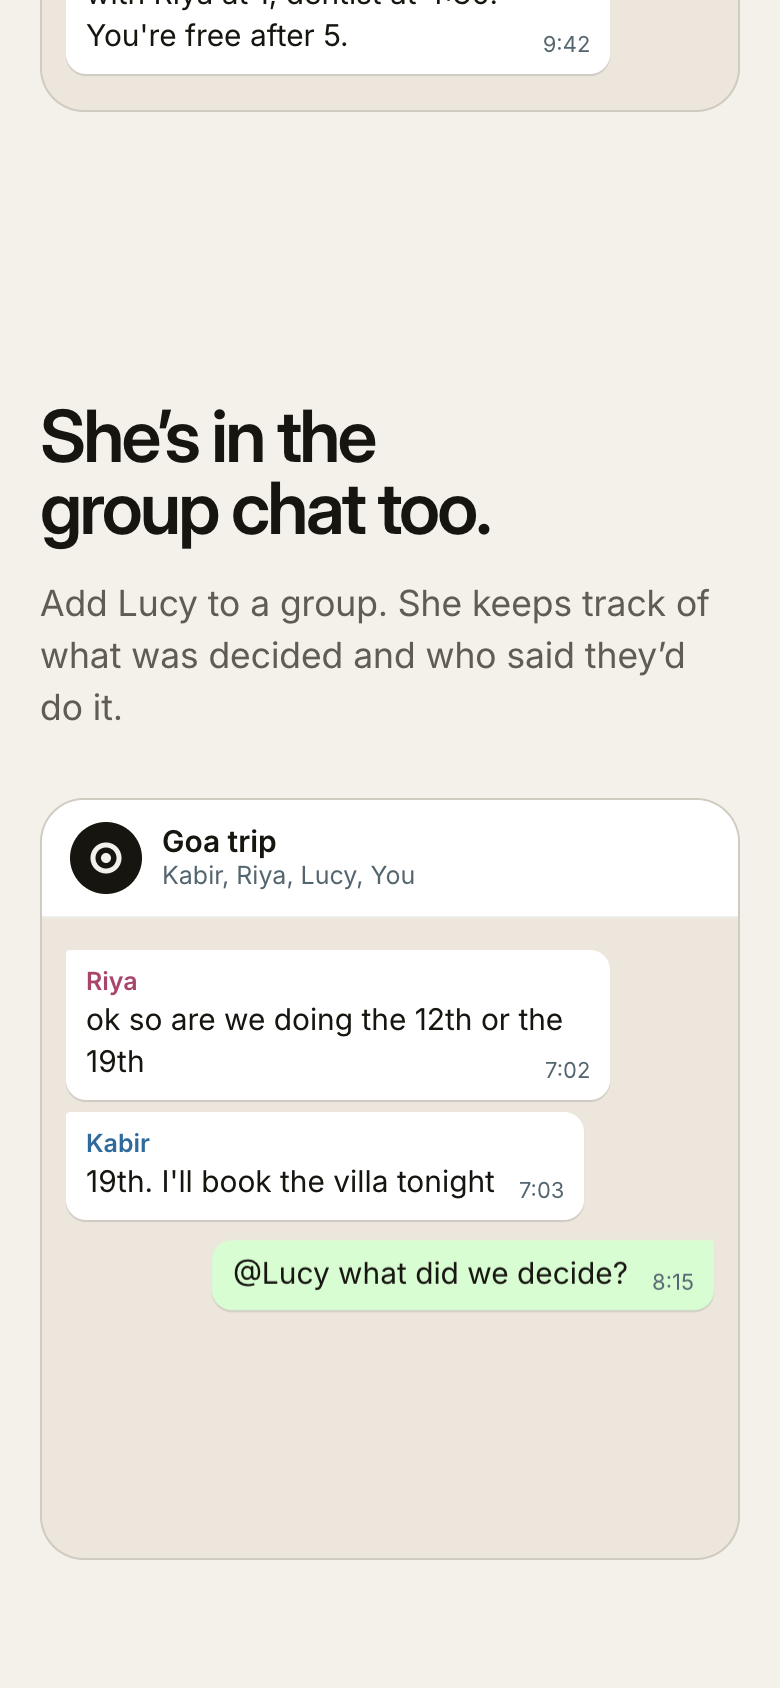 You're free after 5.
9:42
She’s in the
group chat too.
Add Lucy to a group. She keeps track of
what was decided and who said they’d
do it.
Goa trip
Kabir, Riya, Lucy, You
Riya
ok so are we doing the 12th or the
19th
7:02
Kabir
19th. I'll book the villa tonight 7:03
@Lucy what did we decide? 8:15